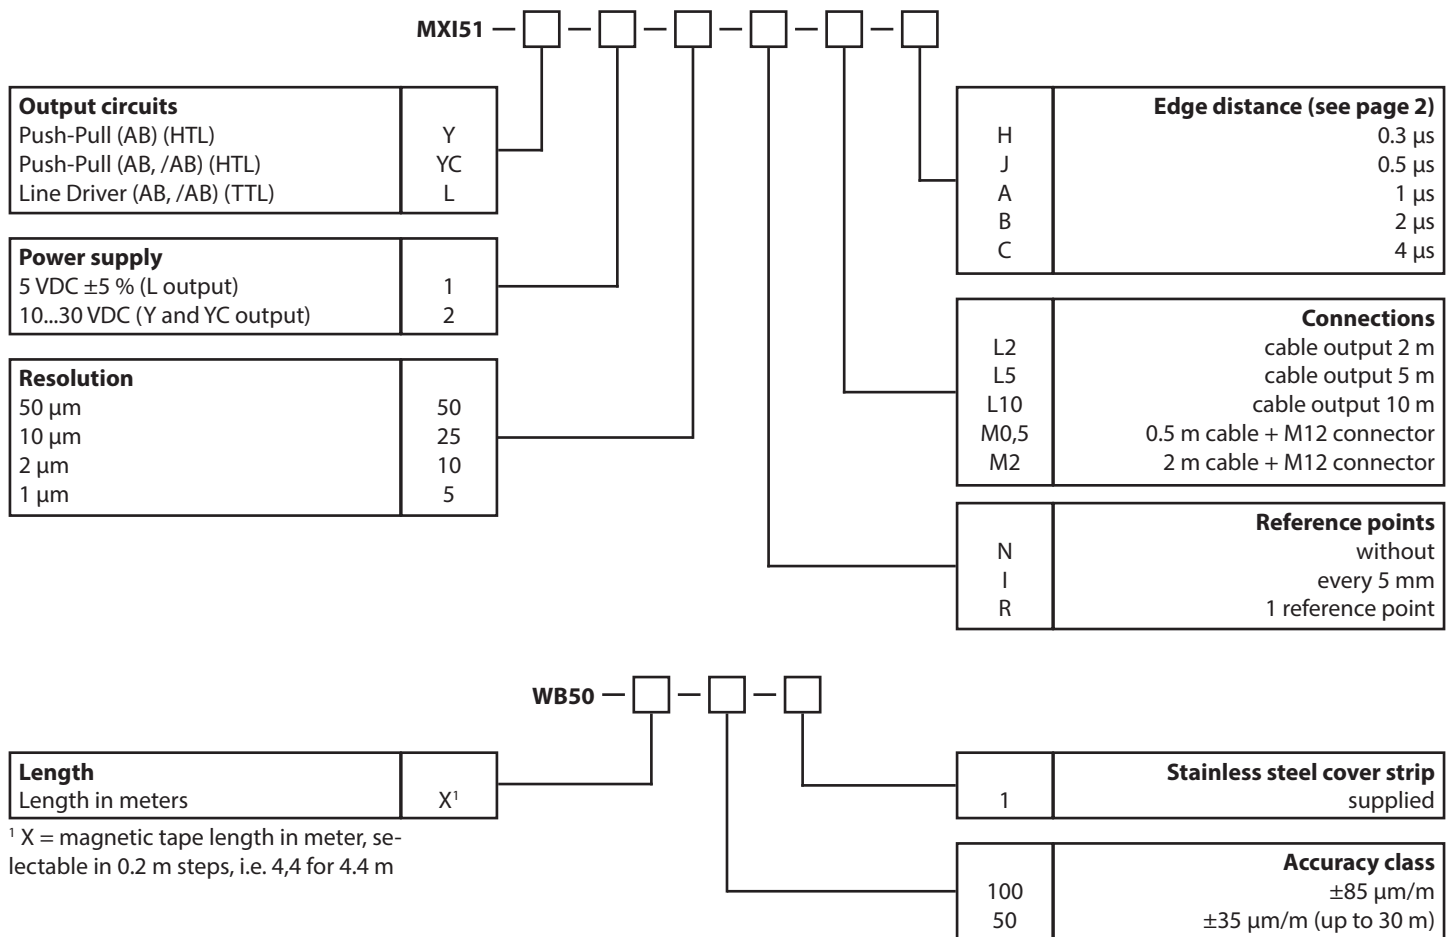 MXI51
Output circuits
Push-Pull (AB) (HTL) Y
Push-Pull (AB, /AB) (HTL) YC
Line Driver (AB, /AB) (TTL) L
Power supply
5 VDC ±5 % (L output) 1
10...30 VDC (Y and YC output) 2
Resolution
50 µm 50
10 µm 25
2 µm 10
1 µm 5
Edge distance (see page 2)
H 0.3 µs
J 0.5 µs
A 1 µs
B 2 µs
C 4 µs
Connections
L2 cable output 2 m
L5 cable output 5 m
L10 cable output 10 m
M0,5 0.5 m cable + M12 connector
M2 2 m cable + M12 connector
Reference points
N without
I every 5 mm
R 1 reference point
WB50
Length
Length in meters X¹
¹ X = magnetic tape length in meter, se-
lectable in 0.2 m steps, i.e. 4,4 for 4.4 m
Stainless steel cover strip
1 supplied
Accuracy class
100 ±85 µm/m
50 ±35 µm/m (up to 30 m)